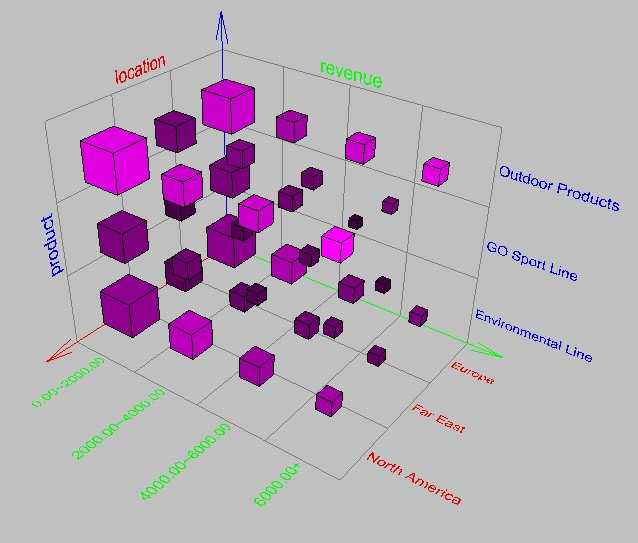 location
revenue
Outdoor Products
GO Sport Line
Environmental Line
product
Europe
Far East
North America
0.00~2000.00
2000.00~4000.00
4000.00~6000.00
6000.00+